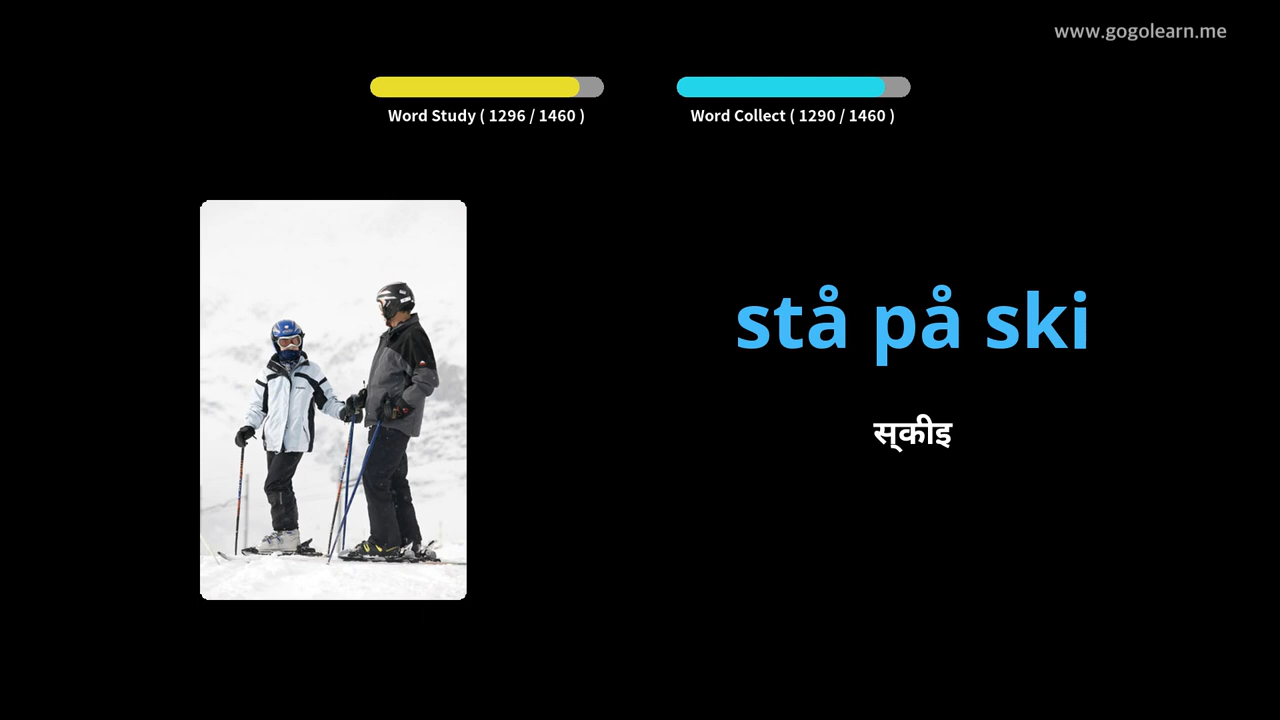 www.gogolearn.me
Word Study ( 1296 / 1460 )
Word Collect ( 1290 / 1460 )
stå på ski
स्कीइ